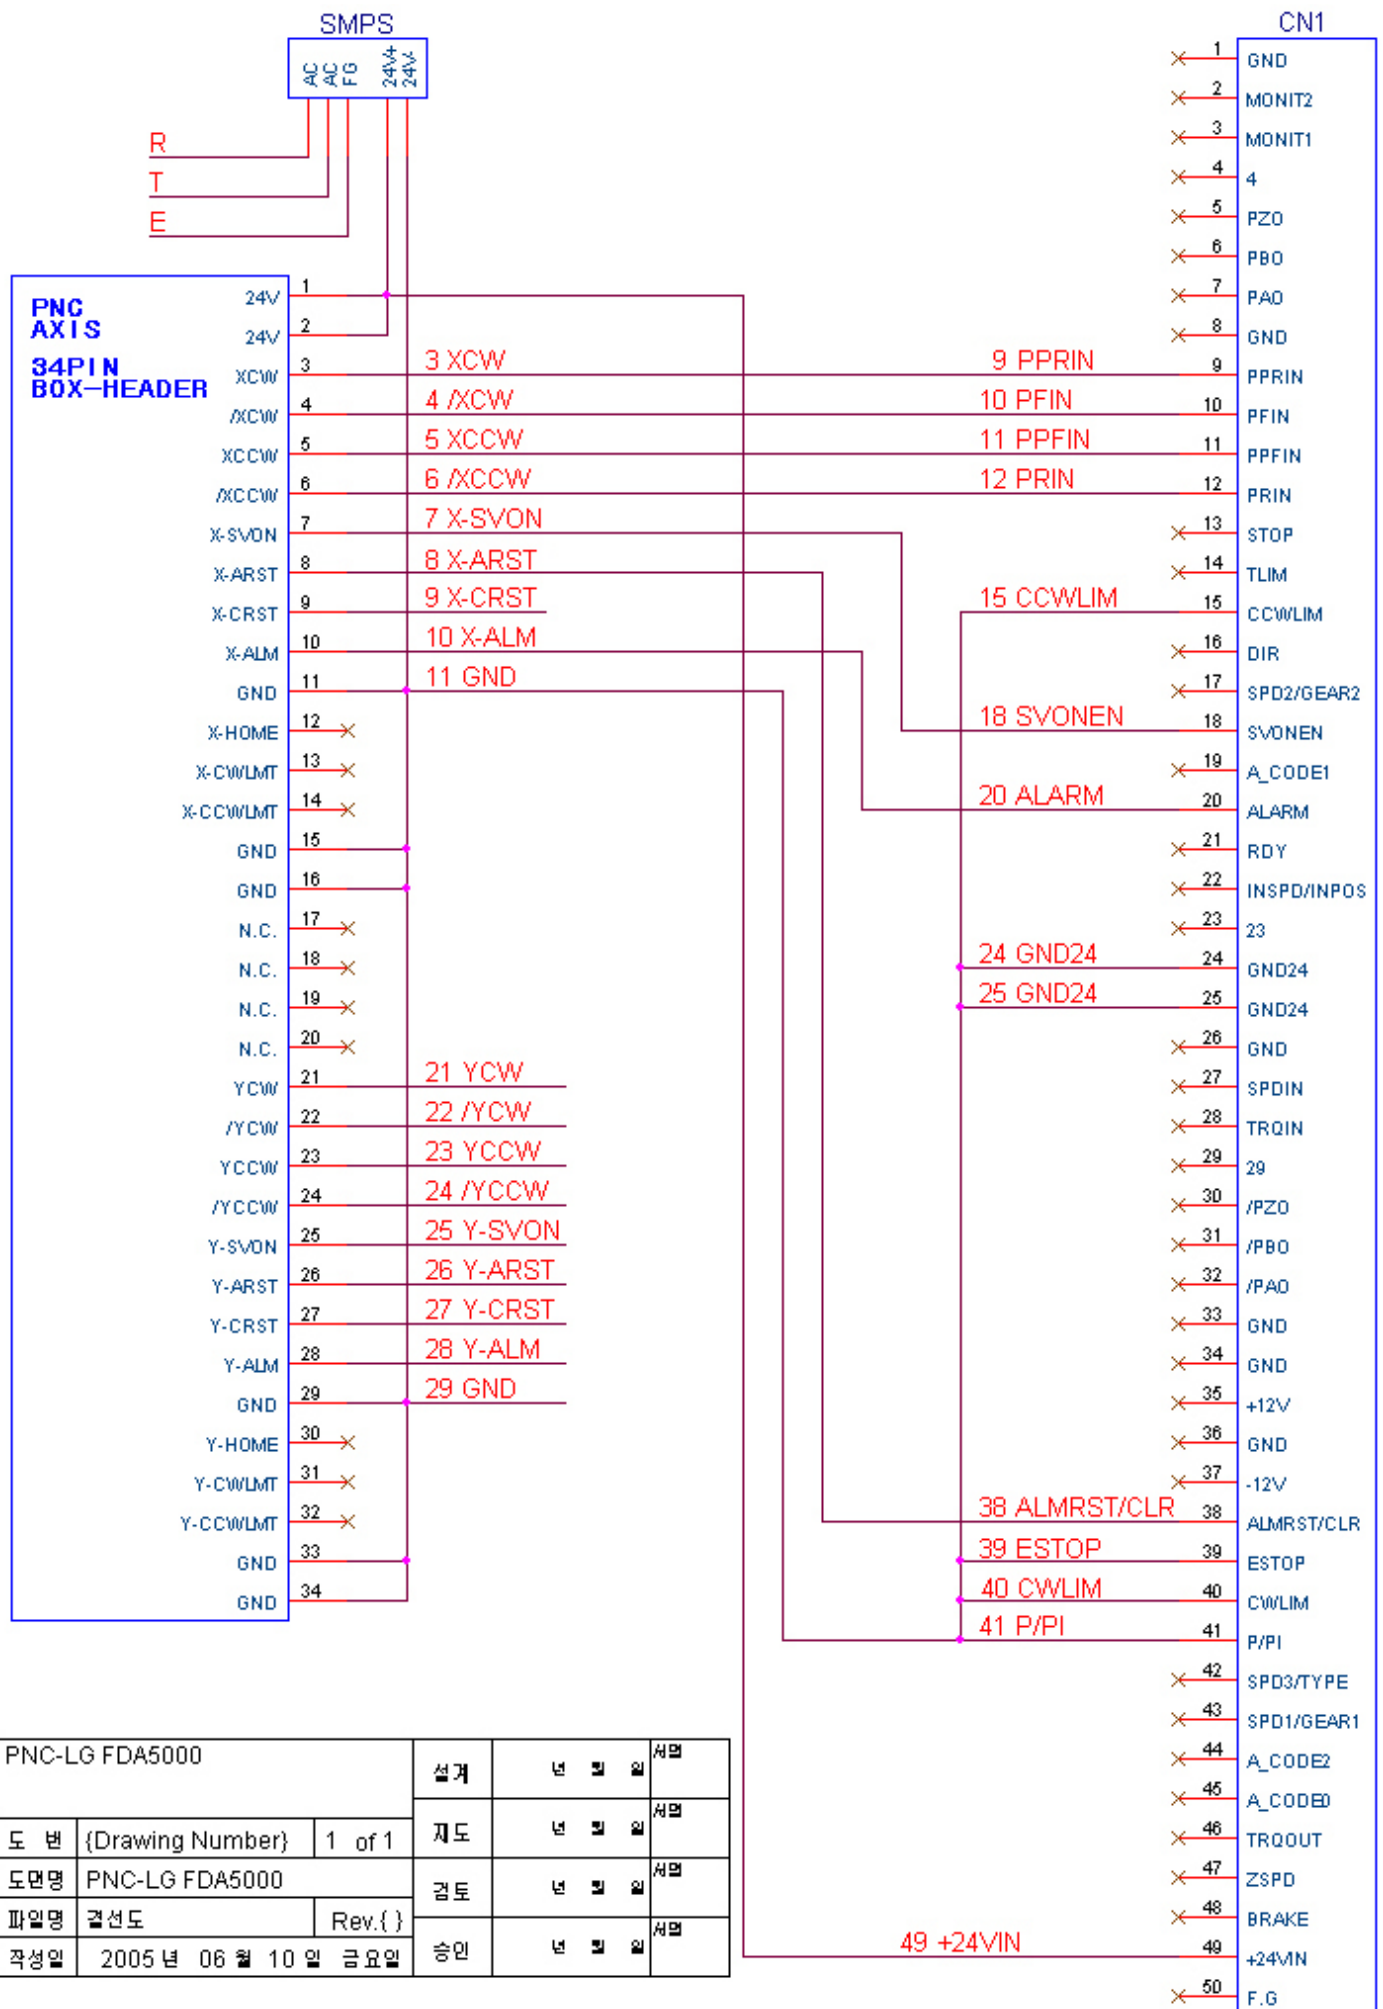 SMPS
AC
AC
FG
24V+
24V-
R
T
E
PNC
AXIS
34PIN
BOX-HEADER
24V 1
24V 2
XCW 3 3 XCW
/XCW 4 4 /XCW
XCCW 5 5 XCCW
/XCCW 6 6 /XCCW
X-SVON 7 7 X-SVON
X-ARST 8 8 X-ARST
X-CRST 9 9 X-CRST
X-ALM 10 10 X-ALM
GND 11 11 GND
X-HOME 12
X-CWLMT 13
X-CCWLMT 14
GND 15
GND 16
N.C. 17
N.C. 18
N.C. 19
N.C. 20
YCW 21 21 YCW
/YCW 22 22 /YCW
YCCW 23 23 YCCW
/YCCW 24 24 /YCCW
Y-SVON 25 25 Y-SVON
Y-ARST 26 26 Y-ARST
Y-CRST 27 27 Y-CRST
Y-ALM 28 28 Y-ALM
GND 29 29 GND
Y-HOME 30
Y-CWLMT 31
Y-CCWLMT 32
GND 33
GND 34
CN1
1 GND
2 MONIT2
3 MONIT1
4 4
5 PZO
6 PBO
7 PAO
8 GND
9 PPRIN 9 PPRIN
10 PFIN 10 PFIN
11 PPFIN 11 PPFIN
12 PRIN 12 PRIN
13 STOP
14 TLIM
15 CCWLIM 15 CCWLIM
16 DIR
17 SPD2/GEAR2
18 SVONEN 18 SVONEN
19 A_CODE1
20 ALARM 20 ALARM
21 RDY
22 INSPD/INPOS
23 23
24 GND24 24 GND24
25 GND24 25 GND24
26 GND
27 SPDIN
28 TRQIN
29 29
30 /PZO
31 /PBO
32 /PAO
33 GND
34 GND
35 +12V
36 GND
37 -12V
38 ALMRST/CLR 38 ALMRST/CLR
39 ESTOP 39 ESTOP
40 CWLIM 40 CWLIM
41 P/PI 41 P/PI
42 SPD3/TYPE
43 SPD1/GEAR1
44 A_CODE2
45 A_CODE0
46 TRQOUT
47 ZSPD
48 BRAKE
49 +24VIN 49 +24VIN
50 F.G
PNC-LG FDA5000
도 번 {Drawing Number} 1 of 1
도면명 PNC-LG FDA5000
파일명 결선도 Rev.{ }
작성일 2005 년 06 월 10 일 금요일
설계 년 월 일 서명
제도 년 월 일 서명
검토 년 월 일 서명
승인 년 월 일 서명